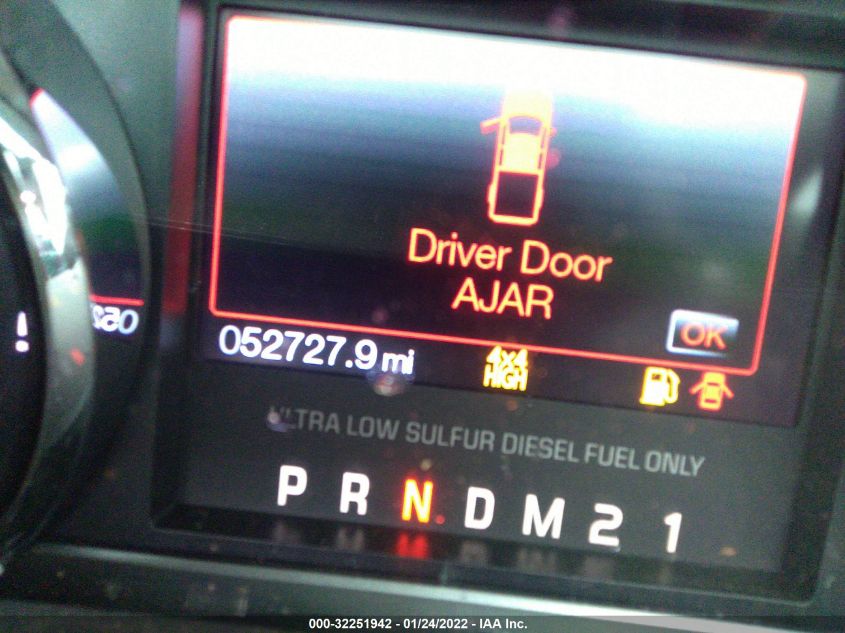 Driver Door
AJAR
OK
052727.9 mi
4x4
HIGH
ULTRA LOW SULFUR DIESEL FUEL ONLY
P R N D M 2 1
000-32251942 - 01/24/2022 - IAA Inc.